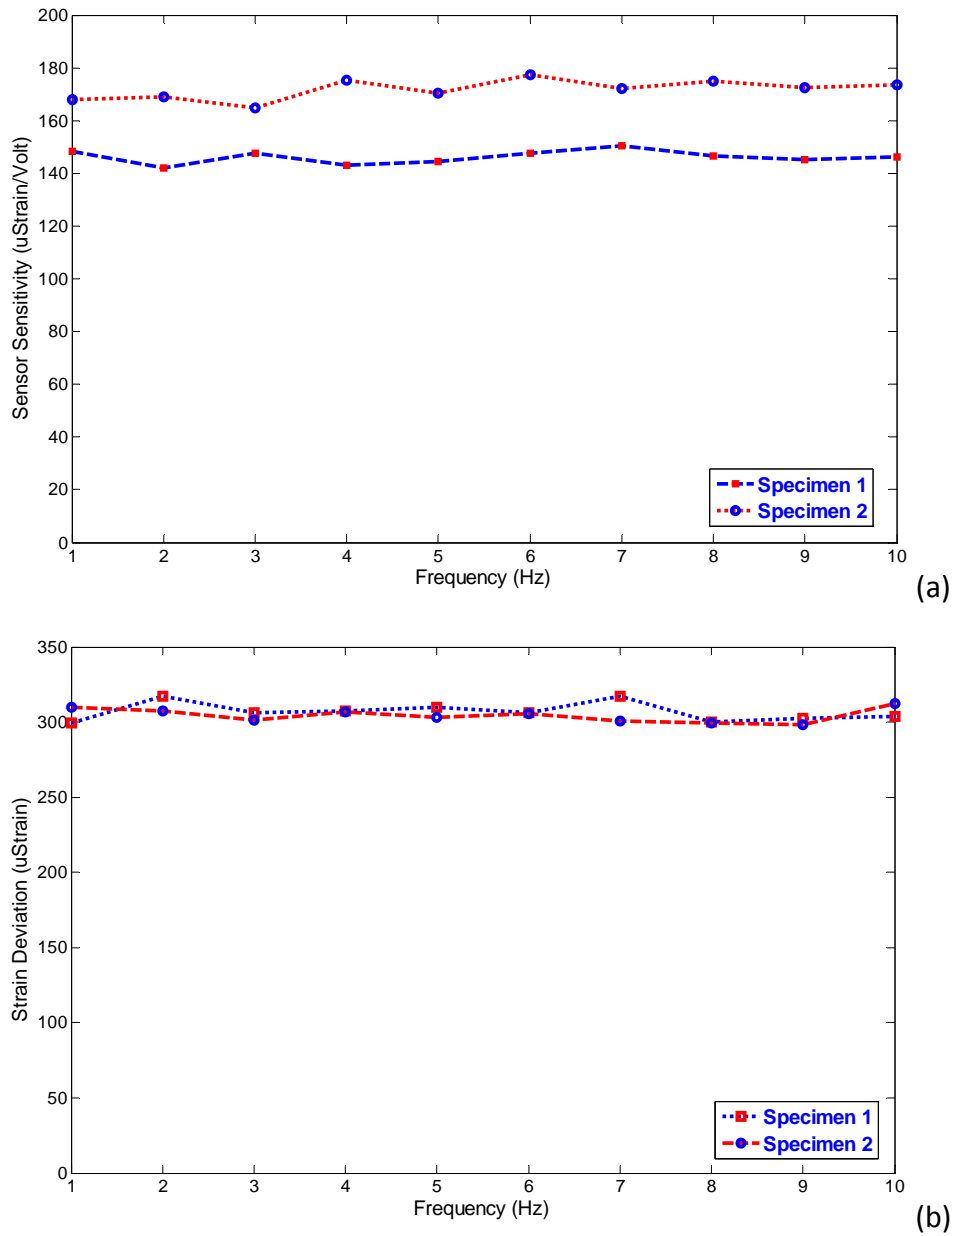 200
180
160
140
120
100
80
60
40
20
0
Sensor Sensitivity (uStrain/Volt)
Specimen 1
Specimen 2
1 2 3 4 5 6 7 8 9 10
Frequency (Hz)
(a)
350
300
250
200
150
100
50
0
Strain Deviation (uStrain)
Specimen 1
Specimen 2
1 2 3 4 5 6 7 8 9 10
Frequency (Hz)
(b)